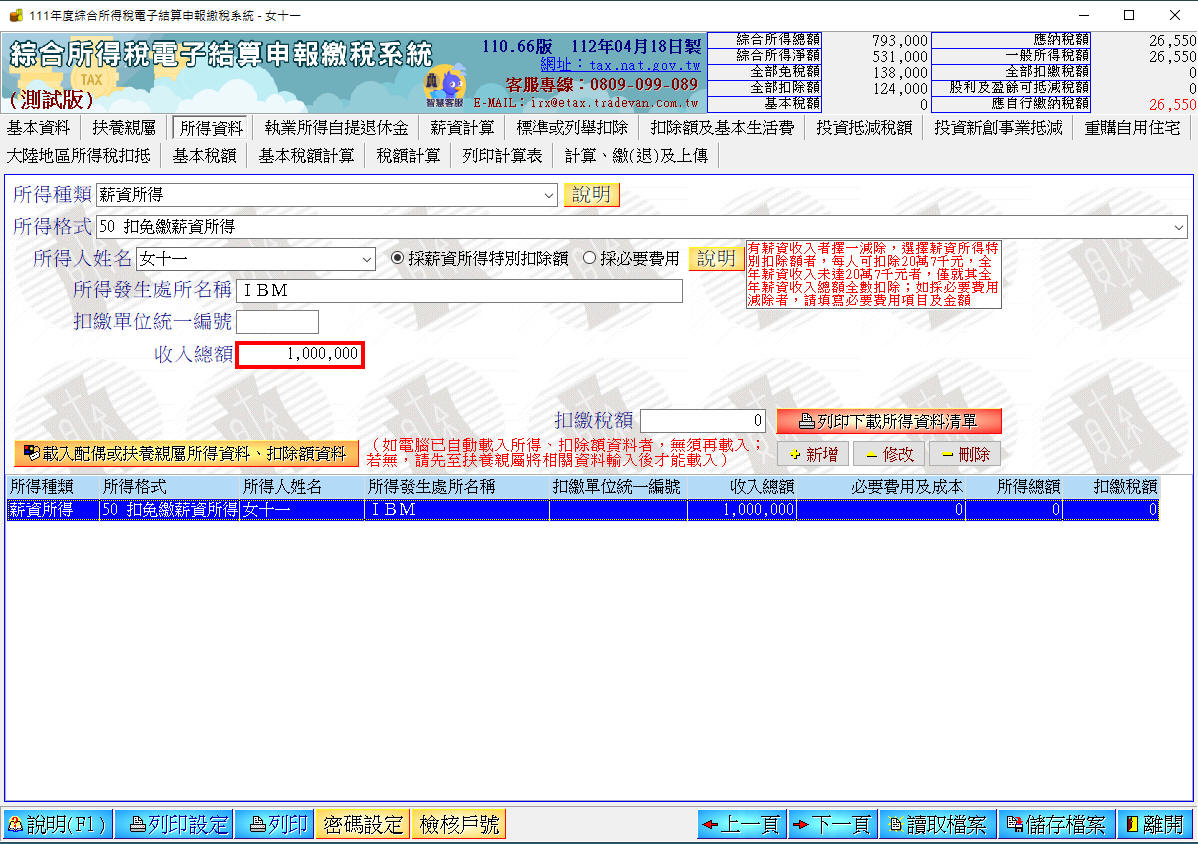 111年度綜合所得稅電子結算申報繳稅系統 - 女十一
綜合所得稅電子結算申報繳稅系統
TAX
(測試版)
110.66版 112年04月18日製
網址：tax.nat.gov.tw
客服專線：0809-099-089
E-MAIL：irx@etax.tradevan.com.tw
智慧客服
綜合所得總額 793,000 應納稅額 26,550
綜合所得淨額 531,000 一般所得稅額 26,550
全部免稅額 138,000 全部扣繳稅額 0
全部扣除額 124,000 股利及盈餘可抵減稅額 0
基本稅額 0 應自行繳納稅額 26,550
基本資料 扶養親屬 所得資料 執業所得自提退休金 薪資計算 標準或列舉扣除 扣除額及基本生活費 投資抵減稅額 投資新創事業抵減 重購自用住宅
大陸地區所得稅扣抵 基本稅額 基本稅額計算 稅額計算 列印計算表 計算、繳(退)及上傳
所得種類 薪資所得 說明
所得格式 50 扣免繳薪資所得
所得人姓名 女十一 採薪資所得特別扣除額 採必要費用 說明
有薪資收入者擇一減除，選擇薪資所得特
別扣除額者，每人可扣除20萬7千元，全
年薪資收入未達20萬7千元者，僅就其全
年薪資收入總額全數扣除；如採必要費用
減除者，請填寫必要費用項目及金額
所得發生處所名稱 ＩＢＭ
扣繳單位統一編號
收入總額 1,000,000
扣繳稅額 0 列印下載所得資料清單
載入配偶或扶養親屬所得資料、扣除額資料
（如電腦已自動載入所得、扣除額資料者，無須再載入；
若無，請先至扶養親屬將相關資料輸入後才能載入）
新增 修改 刪除
所得種類 所得格式 所得人姓名 所得發生處所名稱 扣繳單位統一編號 收入總額 必要費用及成本 所得總額 扣繳稅額
薪資所得 50 扣免繳薪資所得 女十一 ＩＢＭ 1,000,000 0 0 0
說明(F1) 列印設定 列印 密碼設定 檢核戶號 上一頁 下一頁 讀取檔案 儲存檔案 離開